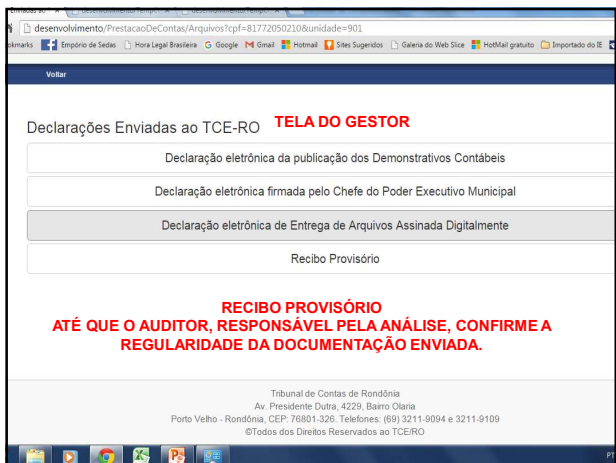 desenvolvimento/PrestacaoDeContas/Arquivos?cpf=81772050210&unidade=901
okmarks Empório de Sedas Hora Legal Brasileira Google Gmail Hotmail Sites Sugeridos Galeria do Web Slice HotMail gratuito Importado do IE
Voltar
Declarações Enviadas ao TCE-RO TELA DO GESTOR
Declaração eletrônica da publicação dos Demonstrativos Contábeis
Declaração eletrônica firmada pelo Chefe do Poder Executivo Municipal
Declaração eletrônica de Entrega de Arquivos Assinada Digitalmente
Recibo Provisório
RECIBO PROVISÓRIO
ATÉ QUE O AUDITOR, RESPONSÁVEL PELA ANÁLISE, CONFIRME A
REGULARIDADE DA DOCUMENTAÇÃO ENVIADA.
Tribunal de Contas de Rondônia
Av. Presidente Dutra, 4229, Bairro Olaria
Porto Velho - Rondônia, CEP: 76801-326. Telefones: (69) 3211-9094 e 3211-9109
©Todos dos Direitos Reservados ao TCE/RO
PT